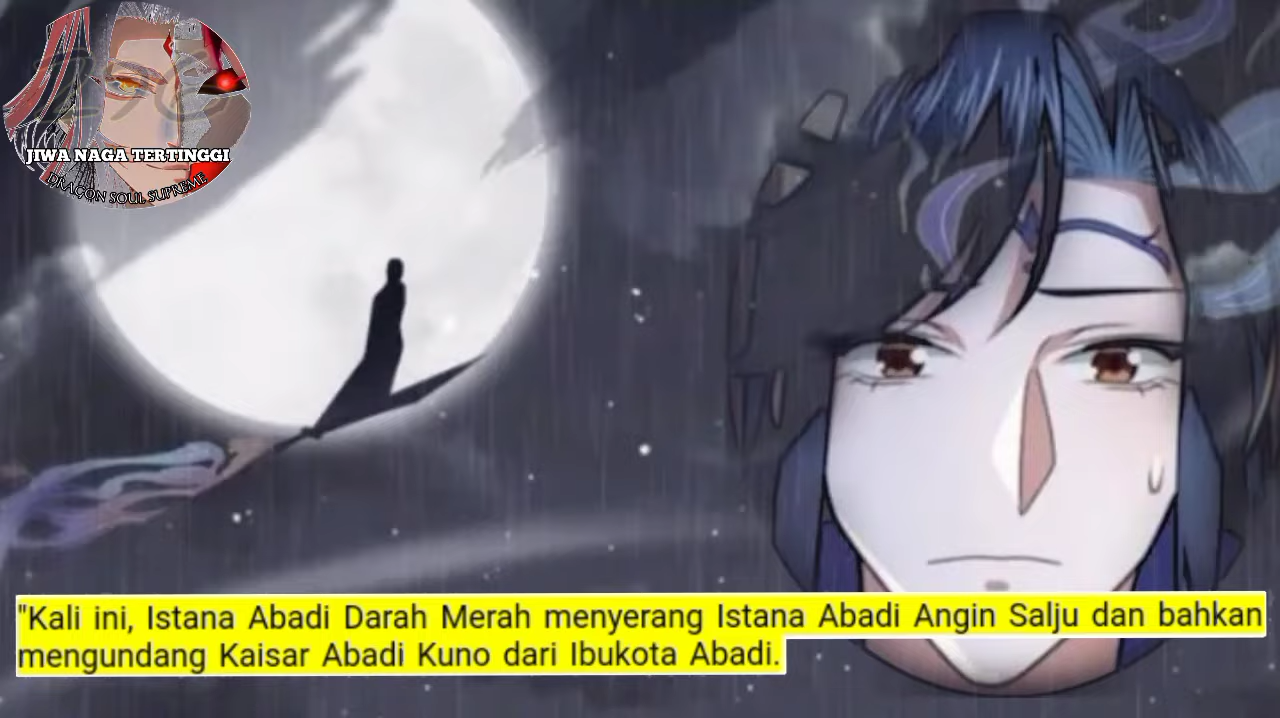 JIWA NAGA TERTINGGI
DRAGON SOUL SUPREME
"Kali ini, Istana Abadi Darah Merah menyerang Istana Abadi Angin Salju dan bahkan
mengundang Kaisar Abadi Kuno dari Ibukota Abadi.